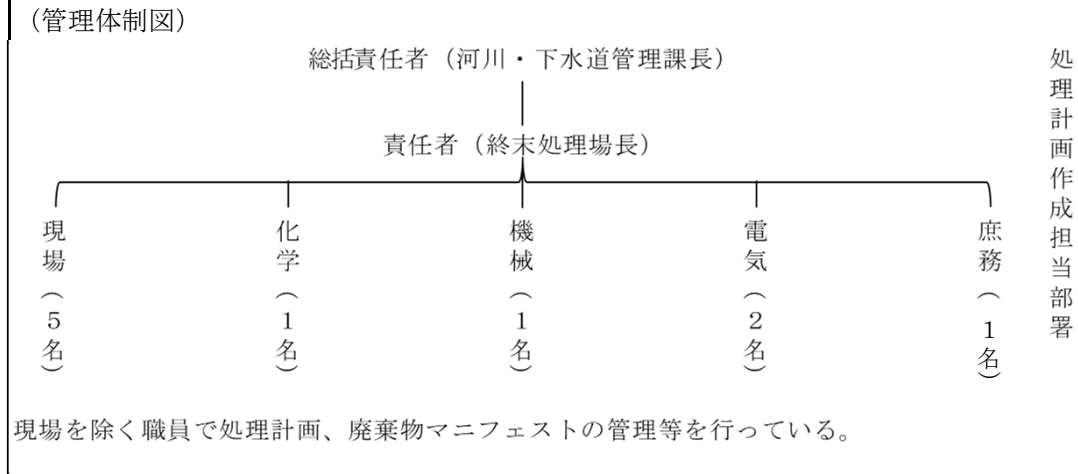 （管理体制図）
総括責任者（河川・下水道管理課長）
責任者（終末処理場長）
現場（５名）
化学（１名）
機械（１名）
電気（２名）
庶務（１名）
処理計画作成担当部署
現場を除く職員で処理計画、廃棄物マニフェストの管理等を行っている。